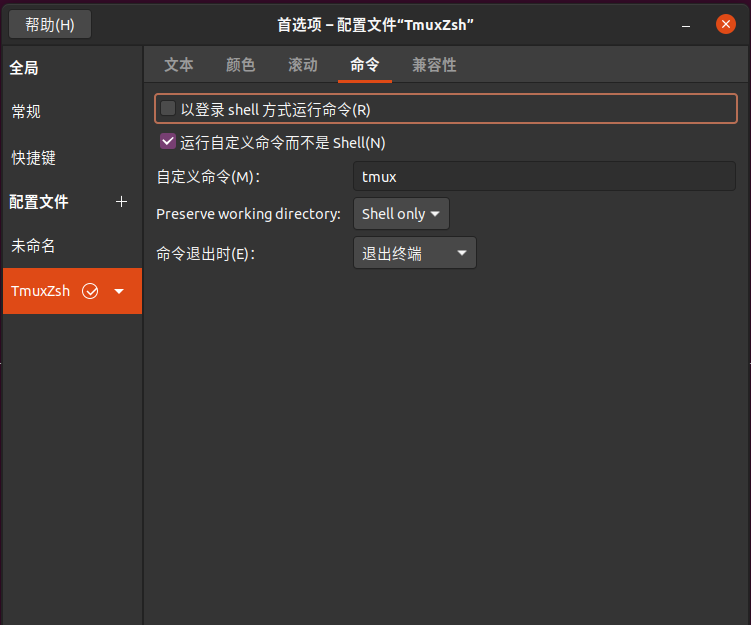 帮助(H)
首选项 – 配置文件“TmuxZsh”
全局
常规
快捷键
配置文件
未命名
TmuxZsh
文本 颜色 滚动 命令 兼容性
以登录 shell 方式运行命令(R)
运行自定义命令而不是 Shell(N)
自定义命令(M)： tmux
Preserve working directory: Shell only
命令退出时(E)： 退出终端